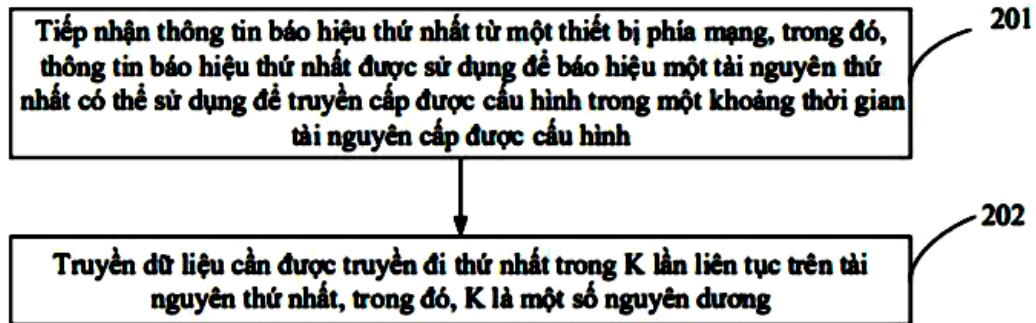 Tiếp nhận thông tin báo hiệu thứ nhất từ một thiết bị phía mạng, trong đó,
thông tin báo hiệu thứ nhất được sử dụng để báo hiệu một tài nguyên thứ
nhất có thể sử dụng để truyền cấp được cấu hình trong một khoảng thời gian
tài nguyên cấp được cấu hình
201
Truyền dữ liệu cần được truyền đi thứ nhất trong K lần liên tục trên tài
nguyên thứ nhất, trong đó, K là một số nguyên dương
202